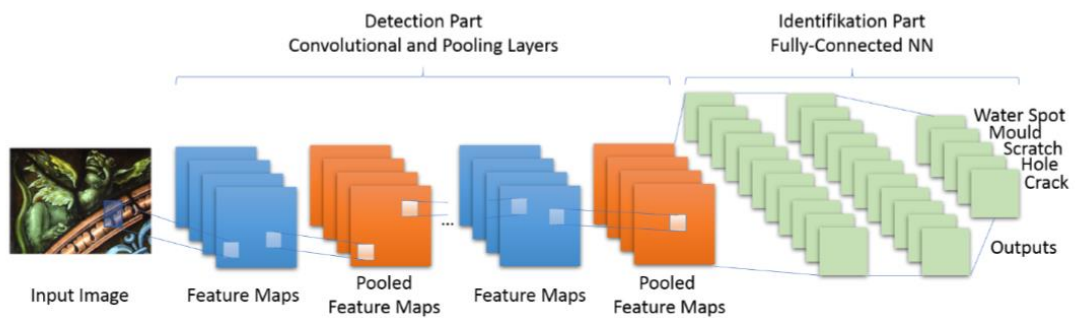 Detection Part
Convolutional and Pooling Layers
Identifikation Part
Fully-Connected NN
Water Spot
Mould
Scratch
Hole
Crack
Outputs
...
Input Image
Feature Maps
Pooled
Feature Maps
Feature Maps
Pooled
Feature Maps